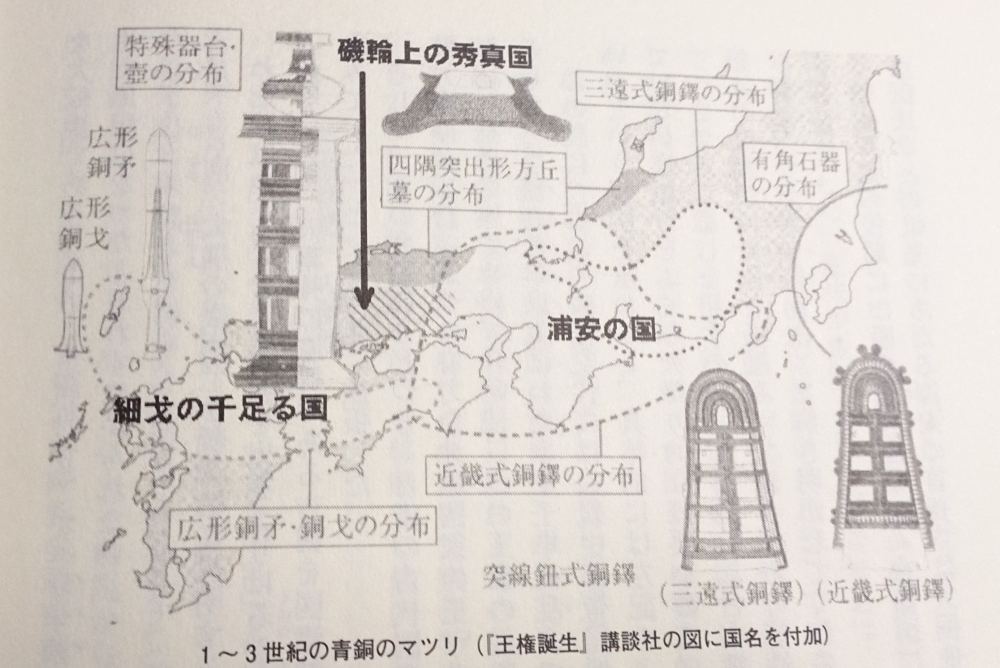 特殊器台·
壺の分布
磯輪上の秀真国
三遠式銅鐸の分布
広形
銅矛
四隅突出形方丘
墓の分布
有角石器
の分布
広形
銅戈
浦安の国
細戈の千足る国
近畿式銅鐸の分布
広形銅矛·銅戈の分布
突線鈕式銅鐸
(三遠式銅鐸)
(近畿式銅鐸)
1~3世紀の青銅のマツリ(『王権誕生』講談社の図に国名を付加)